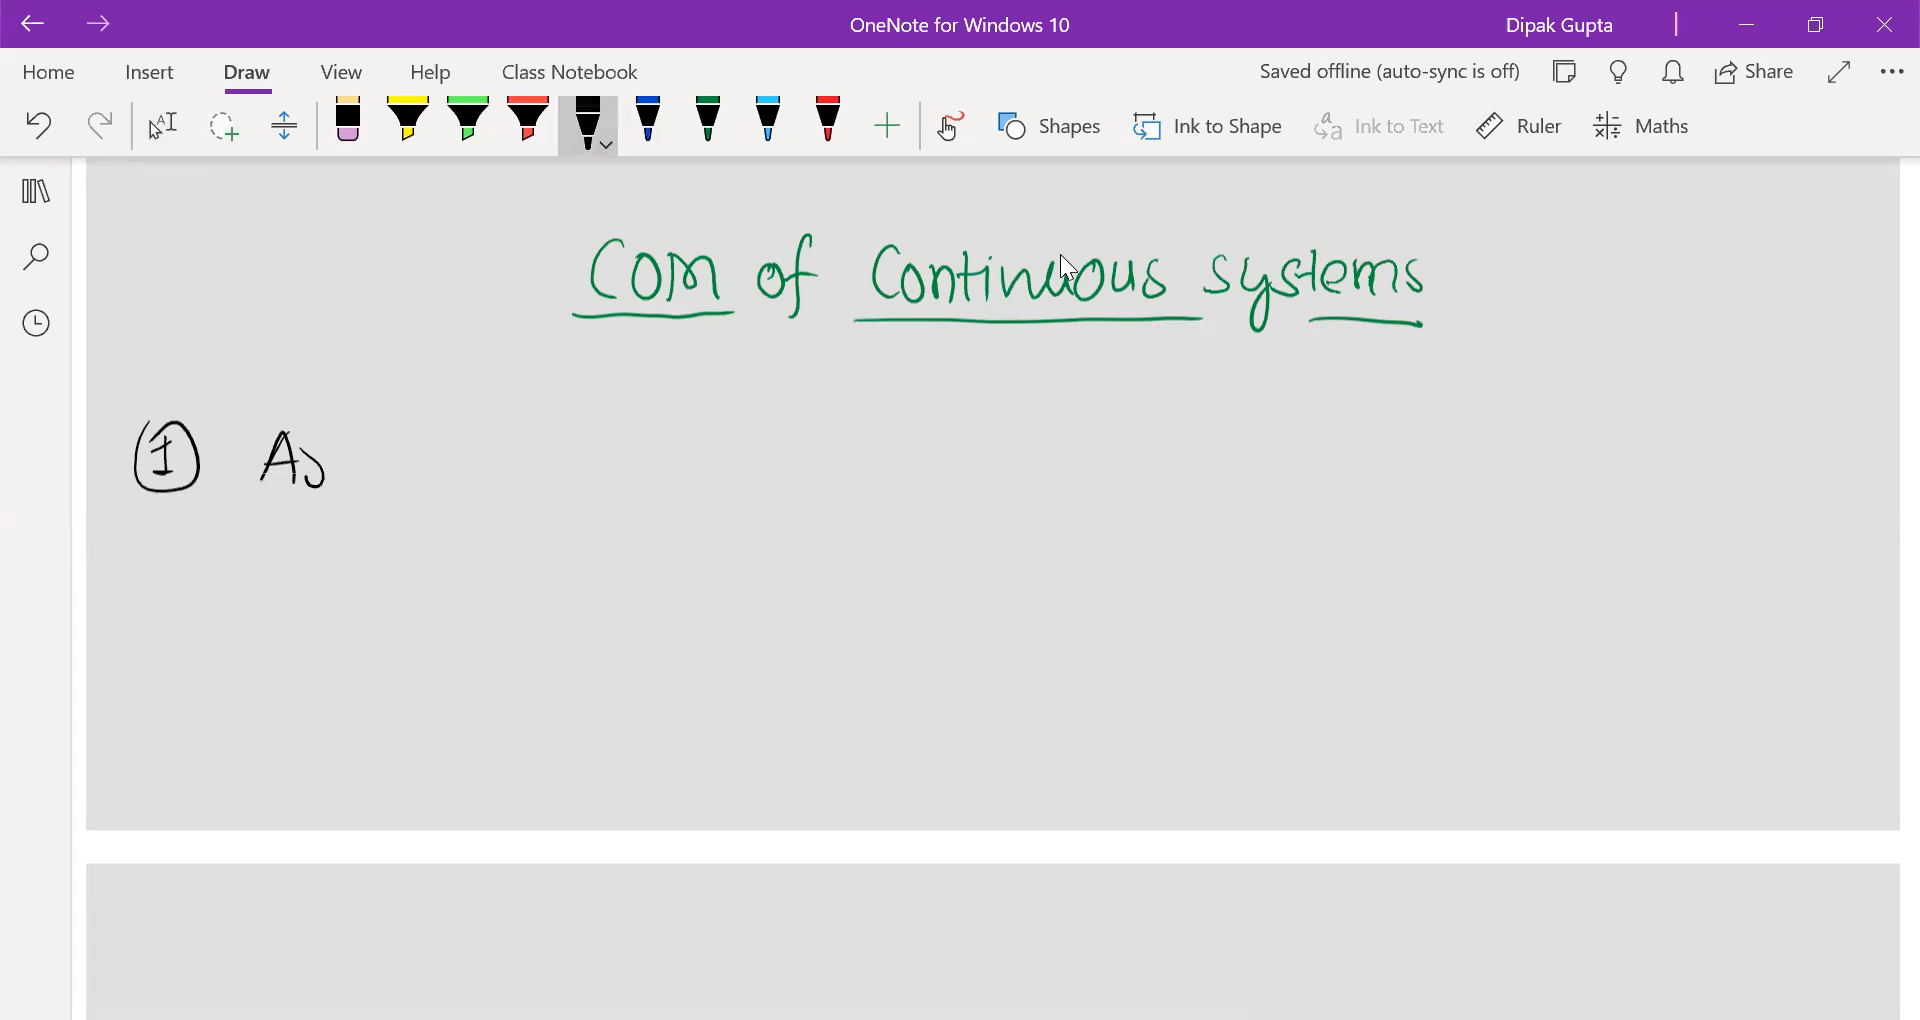 OneNote for Windows 10
Dipak Gupta
Home Insert Draw View Help Class Notebook
Saved offline (auto-sync is off) Share
Shapes Ink to Shape Ink to Text Ruler Maths
COM of Continuous systems
1 As